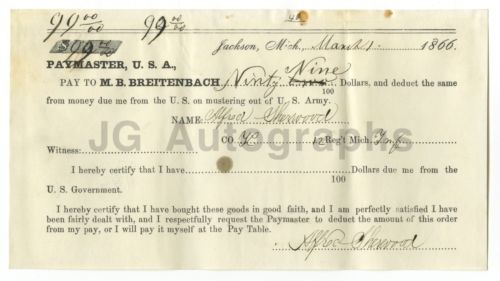 99 00/00 99 00/00
$99
Jackson, Mich., March 1. 1866.
PAYMASTER, U. S. A.,
PAY TO M. B. BREITENBACH, Ninty Nine /100 Dollars, and deduct the same
from money due me from the U. S. on mustering out of U. S. Army.
NAME, Alfred Sherwood
JG Autographs
CO. 12 Reg't Mich. Inf
Witness:
I hereby certify that I have /100 Dollars due me from the
U. S. Government.
I hereby certify that I have bought these goods in good faith, and I am perfectly satisfied I have
been fairly dealt with, and I respectfully request the Paymaster to deduct the amount of this order
from my pay, or I will pay it myself at the Pay Table.
Alfred Sherwood